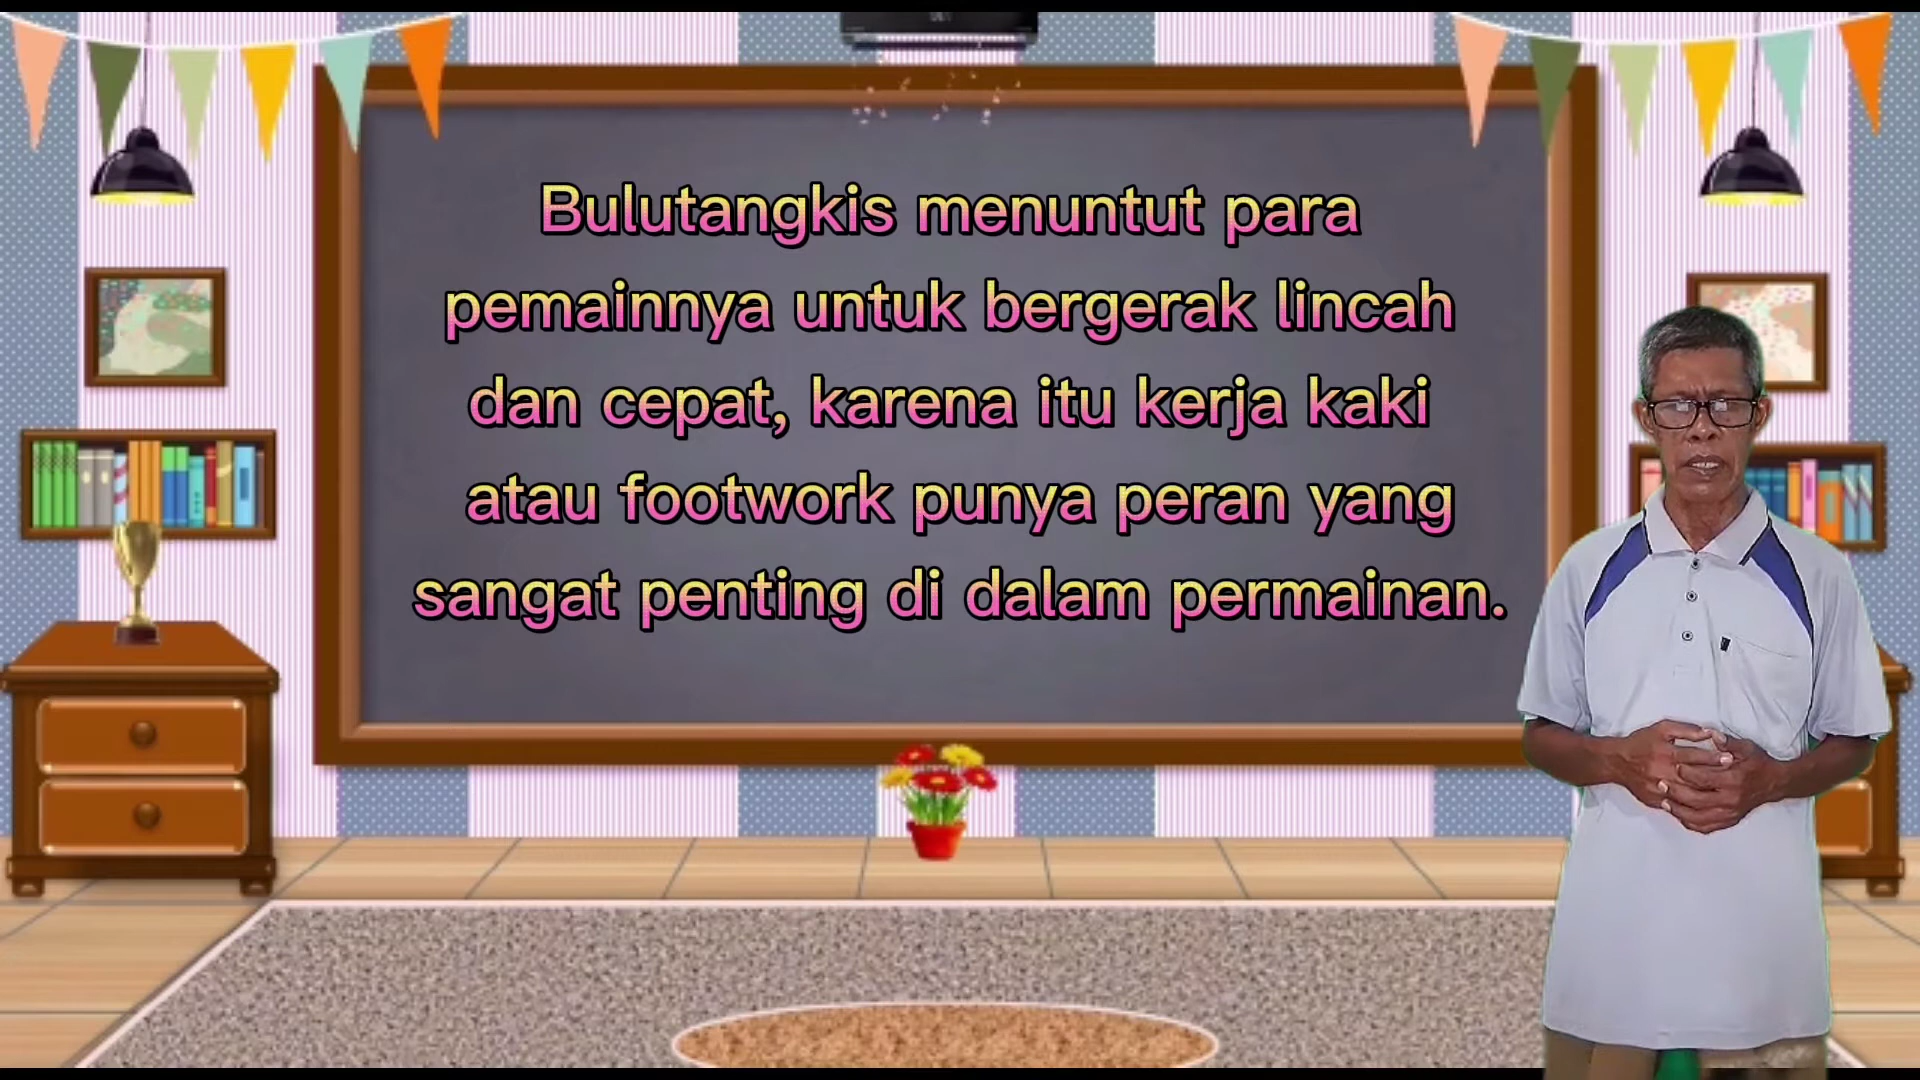 Bulutangkis menuntut para
pemainnya untuk bergerak lincah
dan cepat, karena itu kerja kaki
atau footwork punya peran yang
sangat penting di dalam permainan.